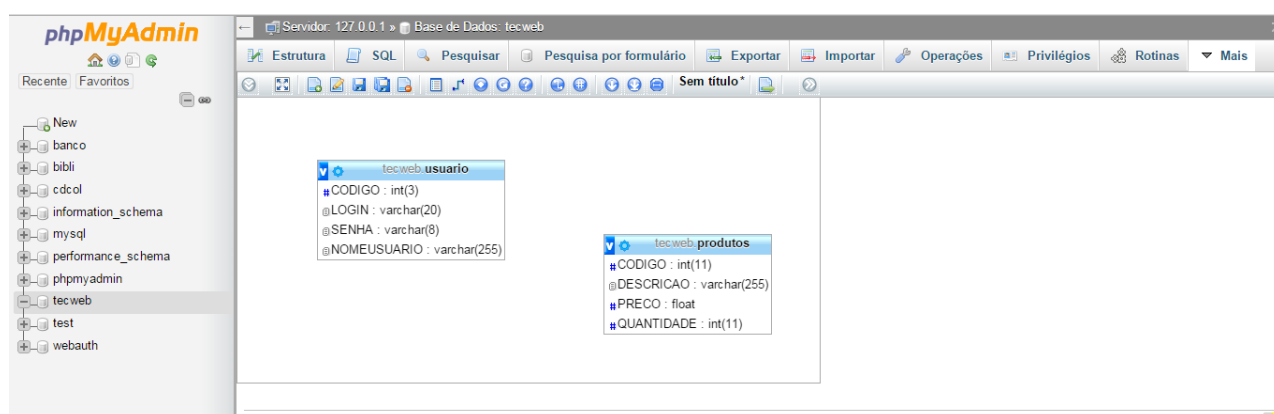 phpMyAdmin
Recente Favoritos
New
banco
bibli
cdcol
information_schema
mysql
performance_schema
phpmyadmin
tecweb
test
webauth
Servidor: 127.0.0.1 » Base de Dados: tecweb
Estrutura SQL Pesquisar Pesquisa por formulário Exportar Importar Operações Privilégios Rotinas Mais
Sem título*
tecweb.usuario
#CODIGO : int(3)
LOGIN : varchar(20)
SENHA : varchar(8)
NOMEUSUARIO : varchar(255)
tecweb.produtos
#CODIGO : int(11)
DESCRICAO : varchar(255)
#PRECO : float
#QUANTIDADE : int(11)